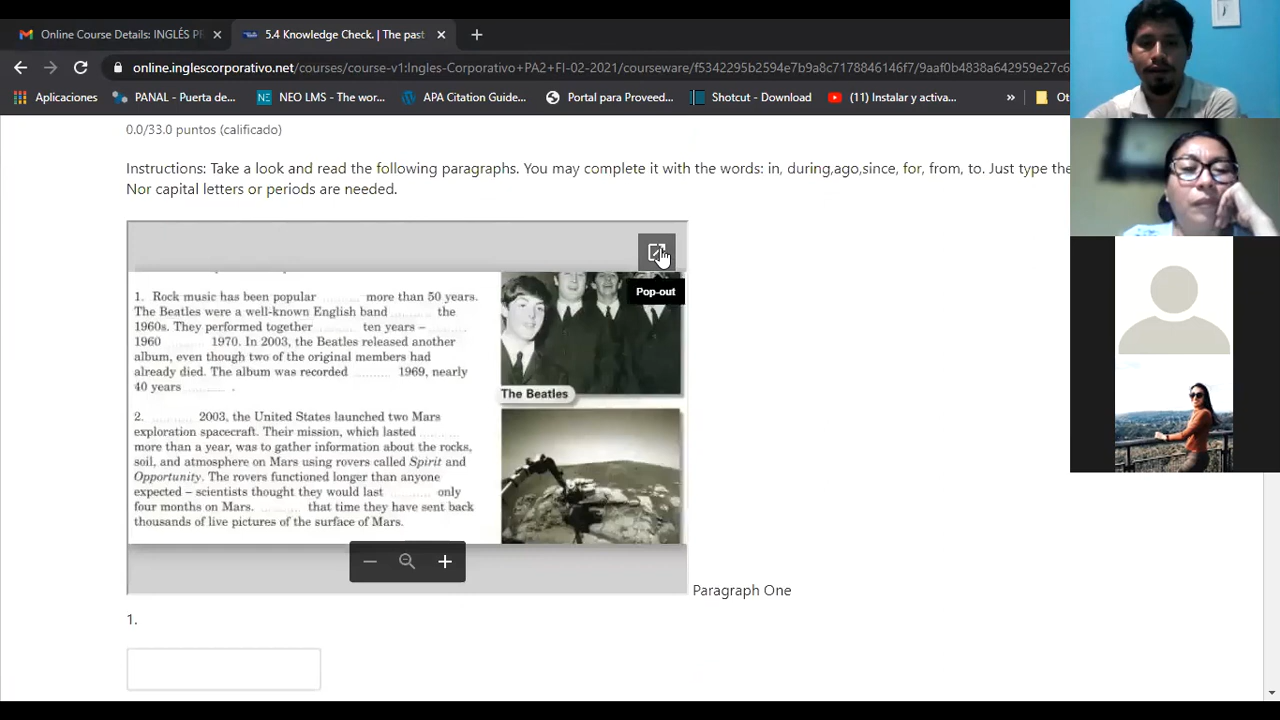 Online Course Details: INGLÉS PR
5.4 Knowledge Check. | The past
online.inglescorporativo.net/courses/course-v1:Ingles-Corporativo+PA2+FI-02-2021/courseware/f5342295b2594e7b9a8c7178846146f7/9aaf0b4838a642959e27c6
Aplicaciones
PANAL - Puerta de...
NEO LMS - The wor...
APA Citation Guide...
Portal para Proveed...
Shotcut - Download
(11) Instalar y activa...
»
Ot
0.0/33.0 puntos (calificado)
Instructions: Take a look and read the following paragraphs. You may complete it with the words: in, during,ago,since, for, from, to. Just type the
Nor capital letters or periods are needed.
Pop-out
1. Rock music has been popular .......... more than 50 years.
The Beatles were a well-known English band .......... the
1960s. They performed together .......... ten years – ..........
1960 .......... 1970. In 2003, the Beatles released another
album, even though two of the original members had
already died. The album was recorded .......... 1969, nearly
40 years .......... .
The Beatles
2. .......... 2003, the United States launched two Mars
exploration spacecraft. Their mission, which lasted ..........
more than a year, was to gather information about the rocks,
soil, and atmosphere on Mars using rovers called Spirit and
Opportunity. The rovers functioned longer than anyone
expected – scientists thought they would last .......... only
four months on Mars. .......... that time they have sent back
thousands of live pictures of the surface of Mars.
Paragraph One
1.